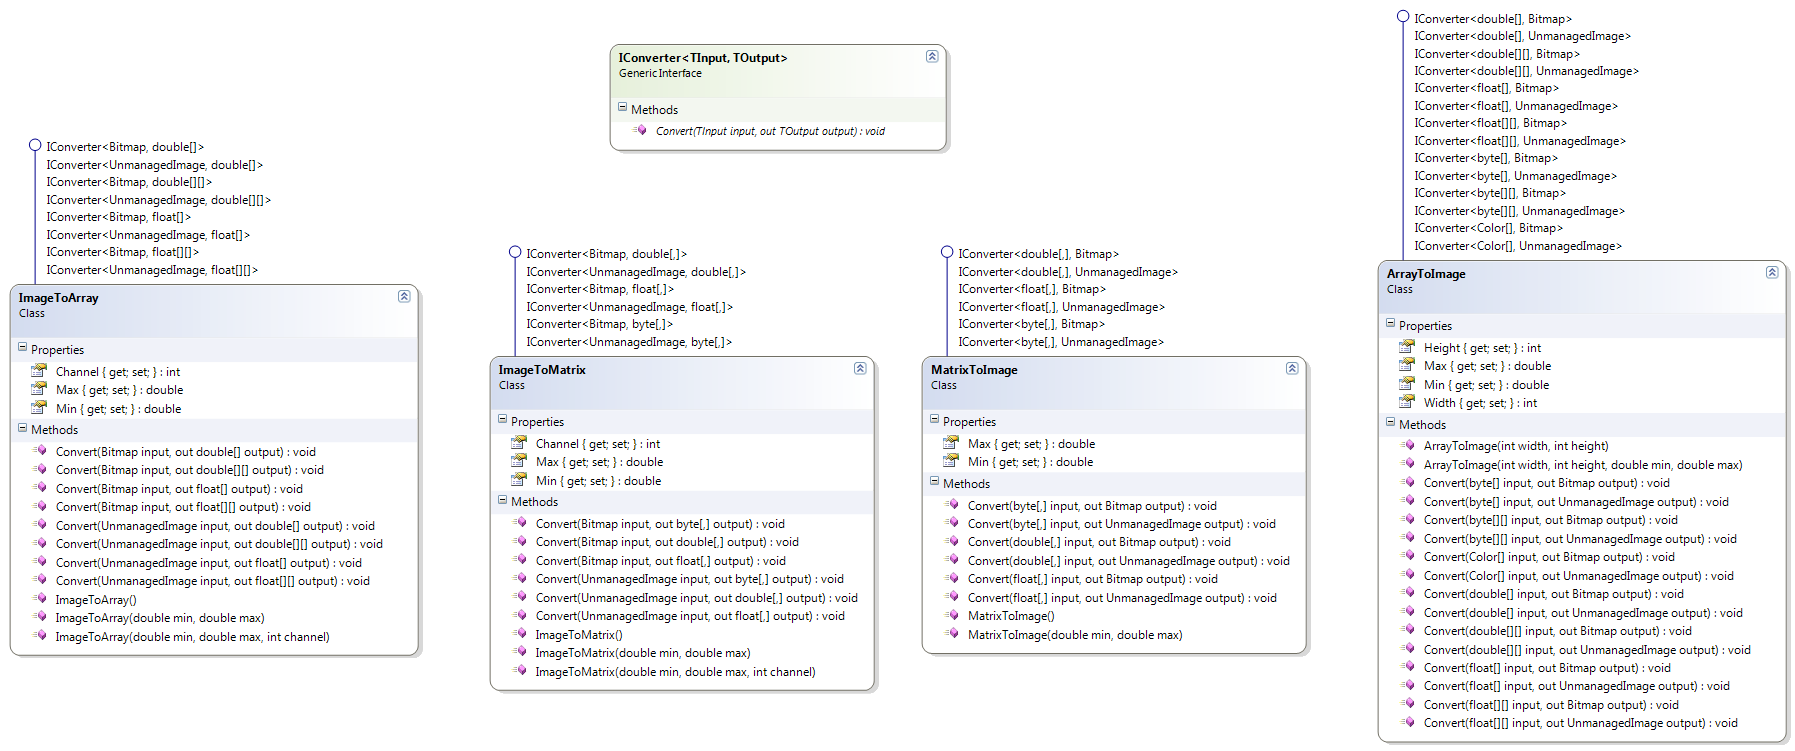 IConverter<TInput, TOutput>
Generic Interface
Methods
Convert(TInput input, out TOutput output) : void
IConverter<Bitmap, double[]>
IConverter<UnmanagedImage, double[]>
IConverter<Bitmap, double[][]>
IConverter<UnmanagedImage, double[][]>
IConverter<Bitmap, float[]>
IConverter<UnmanagedImage, float[]>
IConverter<Bitmap, float[][]>
IConverter<UnmanagedImage, float[][]>
ImageToArray
Class
Properties
Channel { get; set; } : int
Max { get; set; } : double
Min { get; set; } : double
Methods
Convert(Bitmap input, out double[] output) : void
Convert(Bitmap input, out double[][] output) : void
Convert(Bitmap input, out float[] output) : void
Convert(Bitmap input, out float[][] output) : void
Convert(UnmanagedImage input, out double[] output) : void
Convert(UnmanagedImage input, out double[][] output) : void
Convert(UnmanagedImage input, out float[] output) : void
Convert(UnmanagedImage input, out float[][] output) : void
ImageToArray()
ImageToArray(double min, double max)
ImageToArray(double min, double max, int channel)
IConverter<Bitmap, double[,]>
IConverter<UnmanagedImage, double[,]>
IConverter<Bitmap, float[,]>
IConverter<UnmanagedImage, float[,]>
IConverter<Bitmap, byte[,]>
IConverter<UnmanagedImage, byte[,]>
ImageToMatrix
Class
Properties
Channel { get; set; } : int
Max { get; set; } : double
Min { get; set; } : double
Methods
Convert(Bitmap input, out byte[,] output) : void
Convert(Bitmap input, out double[,] output) : void
Convert(Bitmap input, out float[,] output) : void
Convert(UnmanagedImage input, out byte[,] output) : void
Convert(UnmanagedImage input, out double[,] output) : void
Convert(UnmanagedImage input, out float[,] output) : void
ImageToMatrix()
ImageToMatrix(double min, double max)
ImageToMatrix(double min, double max, int channel)
IConverter<double[,], Bitmap>
IConverter<double[,], UnmanagedImage>
IConverter<float[,], Bitmap>
IConverter<float[,], UnmanagedImage>
IConverter<byte[,], Bitmap>
IConverter<byte[,], UnmanagedImage>
MatrixToImage
Class
Properties
Max { get; set; } : double
Min { get; set; } : double
Methods
Convert(byte[,] input, out Bitmap output) : void
Convert(byte[,] input, out UnmanagedImage output) : void
Convert(double[,] input, out Bitmap output) : void
Convert(double[,] input, out UnmanagedImage output) : void
Convert(float[,] input, out Bitmap output) : void
Convert(float[,] input, out UnmanagedImage output) : void
MatrixToImage()
MatrixToImage(double min, double max)
IConverter<double[], Bitmap>
IConverter<double[], UnmanagedImage>
IConverter<double[][], Bitmap>
IConverter<double[][], UnmanagedImage>
IConverter<float[], Bitmap>
IConverter<float[], UnmanagedImage>
IConverter<float[][], Bitmap>
IConverter<float[][], UnmanagedImage>
IConverter<byte[], Bitmap>
IConverter<byte[], UnmanagedImage>
IConverter<byte[][], Bitmap>
IConverter<byte[][], UnmanagedImage>
IConverter<Color[], Bitmap>
IConverter<Color[], UnmanagedImage>
ArrayToImage
Class
Properties
Height { get; set; } : int
Max { get; set; } : double
Min { get; set; } : double
Width { get; set; } : int
Methods
ArrayToImage(int width, int height)
ArrayToImage(int width, int height, double min, double max)
Convert(byte[] input, out Bitmap output) : void
Convert(byte[] input, out UnmanagedImage output) : void
Convert(byte[][] input, out Bitmap output) : void
Convert(byte[][] input, out UnmanagedImage output) : void
Convert(Color[] input, out Bitmap output) : void
Convert(Color[] input, out UnmanagedImage output) : void
Convert(double[] input, out Bitmap output) : void
Convert(double[] input, out UnmanagedImage output) : void
Convert(double[][] input, out Bitmap output) : void
Convert(double[][] input, out UnmanagedImage output) : void
Convert(float[] input, out Bitmap output) : void
Convert(float[] input, out UnmanagedImage output) : void
Convert(float[][] input, out Bitmap output) : void
Convert(float[][] input, out UnmanagedImage output) : void